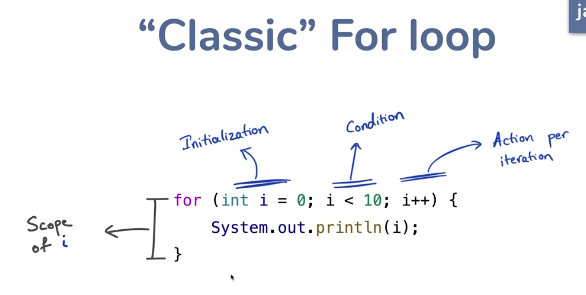 “Classic” For loop
ja
Initialization
Condition
Action per
iteration
for (int i = 0; i < 10; i++) {
System.out.println(i);
}
Scope
of i